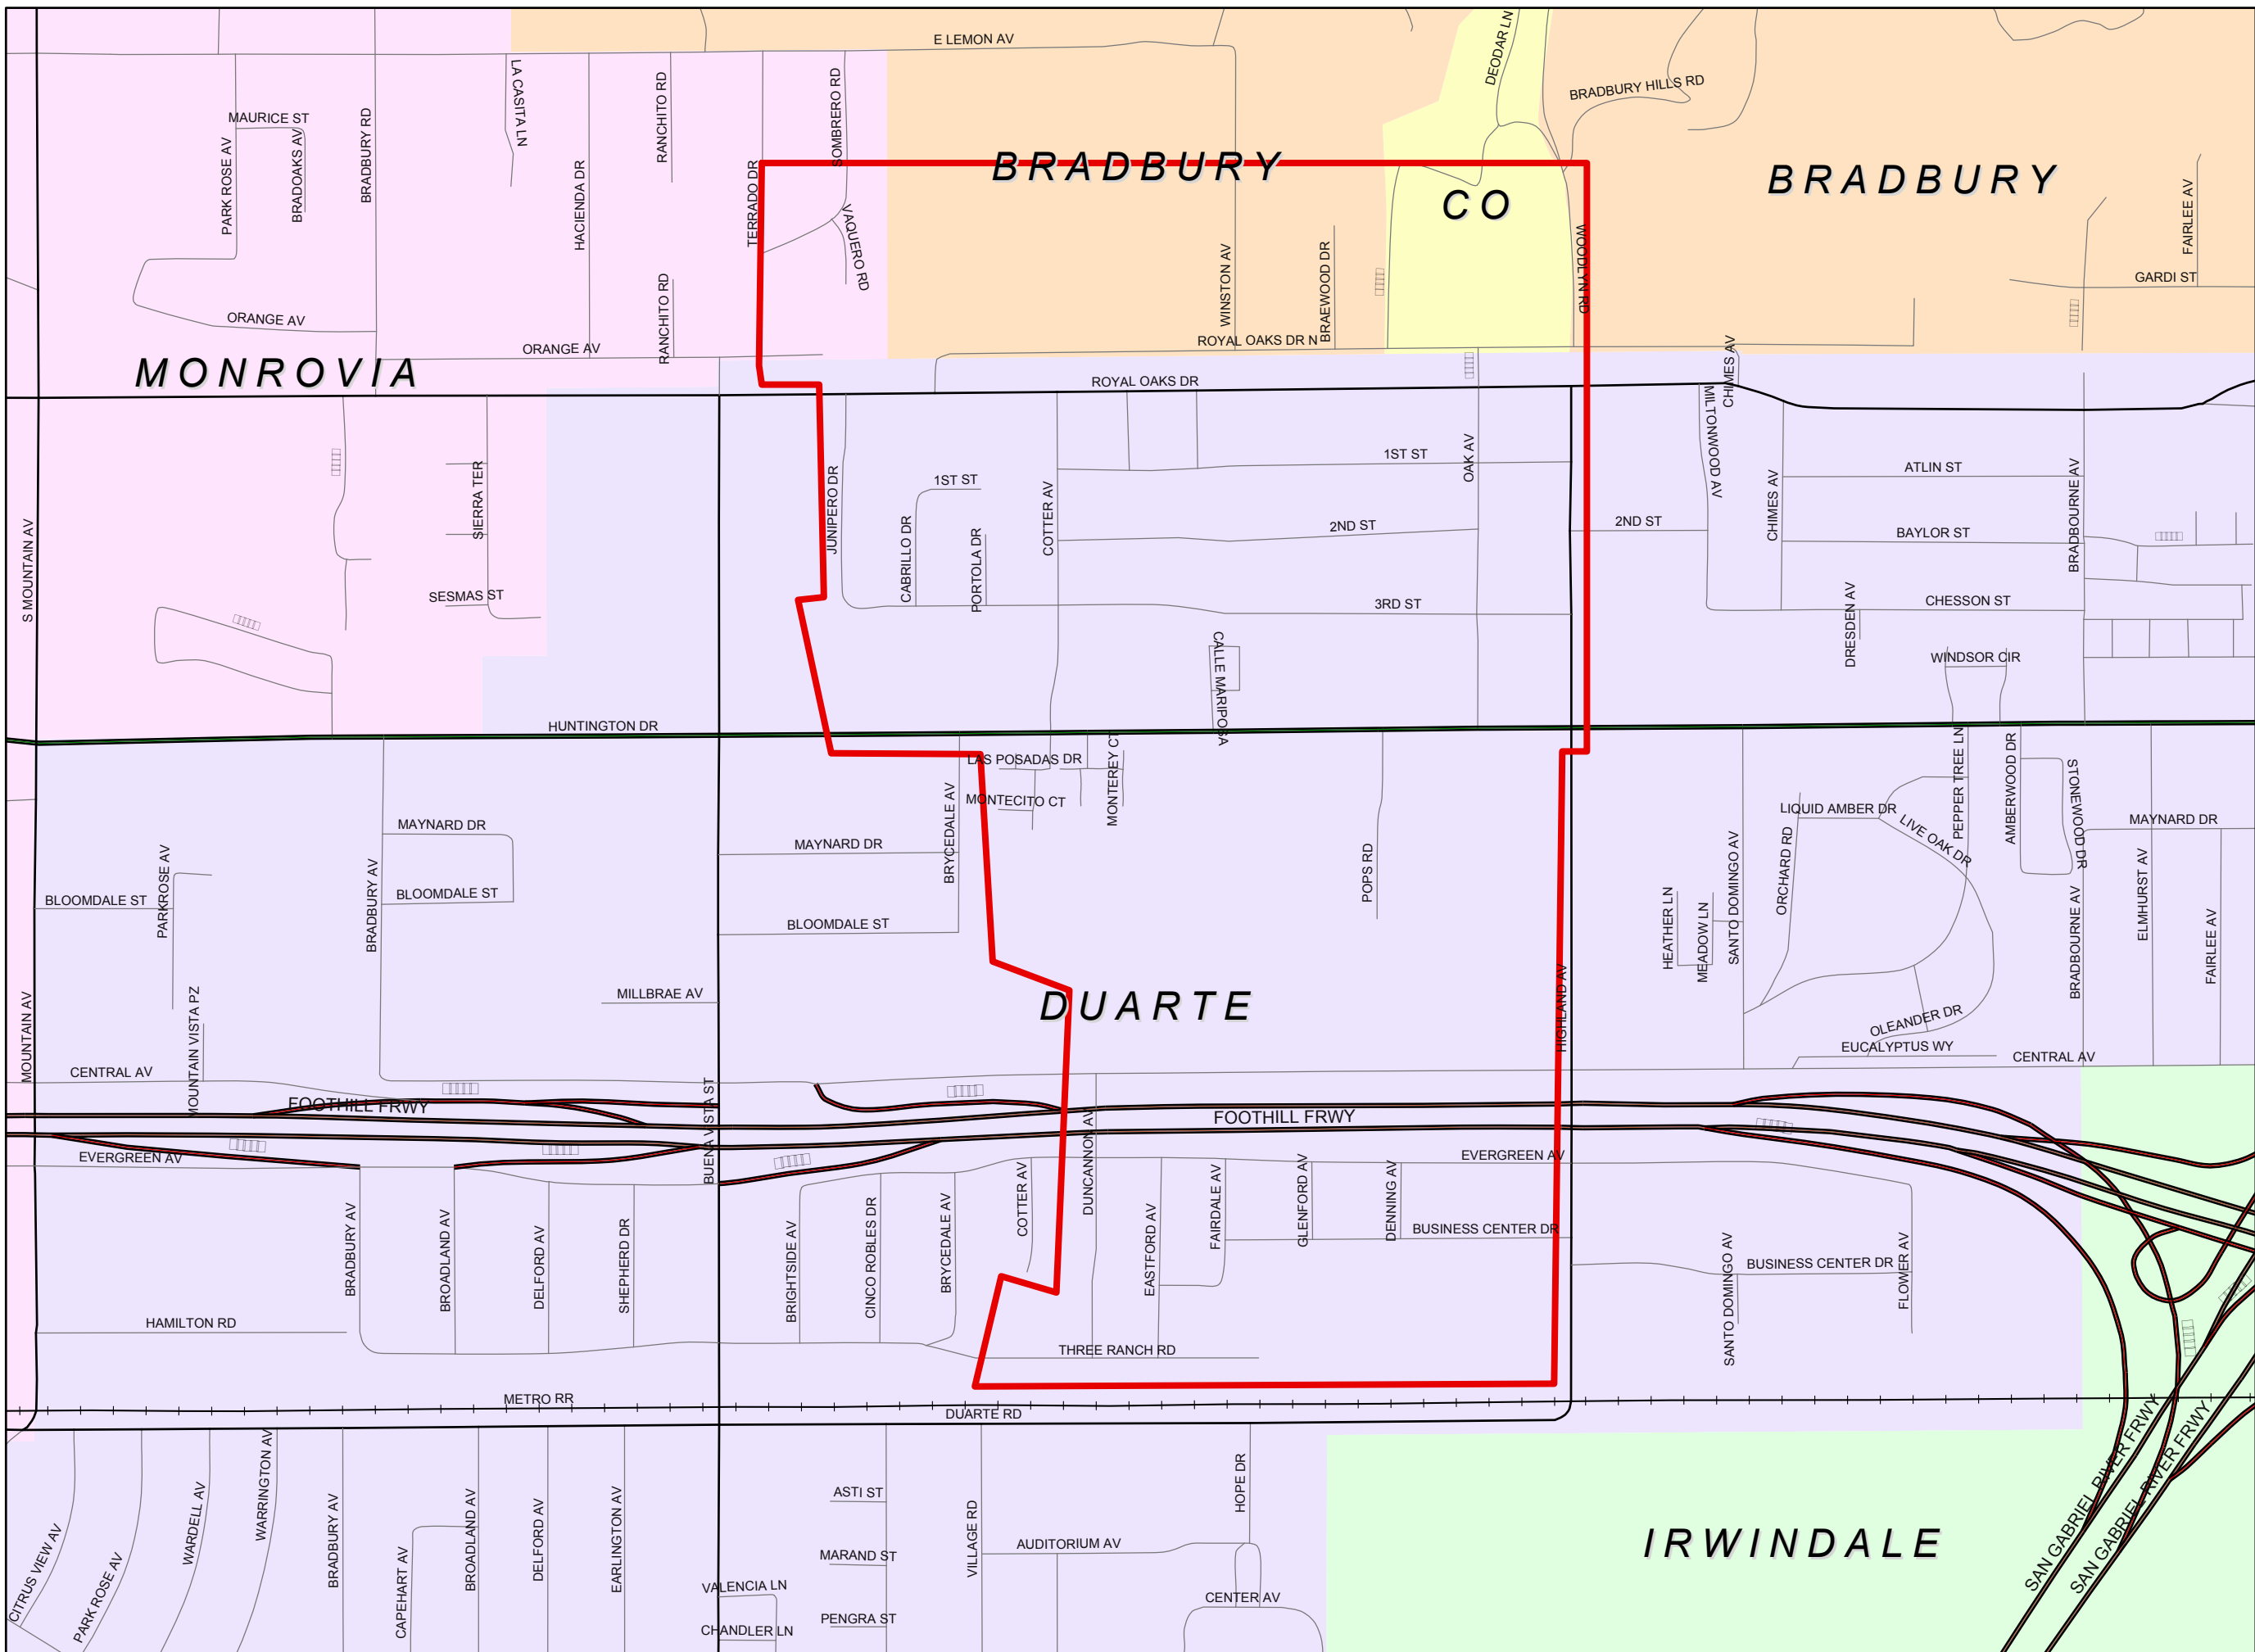 E LEMON AV
DEODAR LN
BRADBURY HILLS RD
LA CASITA LN
RANCHITO RD
SOMBRERO RD
MAURICE ST
BRADOAKS AV
PARK ROSE AV
BRADBURY RD
HACIENDA DR
TERRADO DR
VAQUERO RD
BRADBURY
CO
BRADBURY
FAIRLEE AV
WINSTON AV
BRAEWOOD DR
WOODLYN RD
GARDI ST
RANCHITO RD
ORANGE AV
ORANGE AV
ROYAL OAKS DR N
CHIMES AV
MONROVIA
ROYAL OAKS DR
MILTONWOOD AV
S MOUNTAIN AV
SIERRA TER
SESMAS ST
JUNIPERO DR
CABRILLO DR
1ST ST
PORTOLA DR
COTTER AV
1ST ST
OAK AV
2ND ST
3RD ST
2ND ST
CHIMES AV
ATLIN ST
BAYLOR ST
BRADBOURNE AV
CHESSON ST
DRESDEN AV
WINDSOR CIR
CALLE MARIPOSA
HUNTINGTON DR
LAS POSADAS DR
MONTECITO CT
MONTEREY CT
BRYCEDALE AV
POPS RD
MAYNARD DR
MAYNARD DR
BLOOMDALE ST
PARKROSE AV
BRADBURY AV
BLOOMDALE ST
BLOOMDALE ST
SANTO DOMINGO AV
ORCHARD RD
LIQUID AMBER DR
LIVE OAK DR
PEPPER TREE LN
AMBERWOOD DR
STONEWOOD DR
MAYNARD DR
ELMHURST AV
FAIRLEE AV
BRADBOURNE AV
HEATHER LN
MEADOW LN
MILLBRAE AV
DUARTE
HIGHLAND AV
OLEANDER DR
EUCALYPTUS WY
CENTRAL AV
MOUNTAIN AV
MOUNTAIN VISTA PZ
CENTRAL AV
FOOTHILL FRWY
FOOTHILL FRWY
BUENA VISTA ST
EVERGREEN AV
EVERGREEN AV
BRADBURY AV
BROADLAND AV
DELFORD AV
SHEPHERD DR
BRIGHTSIDE AV
CINCO ROBLES DR
BRYCEDALE AV
COTTER AV
DUNCANNON AV
EASTFORD AV
FAIRDALE AV
GLENFORD AV
DENNING AV
BUSINESS CENTER DR
SANTO DOMINGO AV
BUSINESS CENTER DR
FLOWER AV
HAMILTON RD
THREE RANCH RD
METRO RR
DUARTE RD
CITRUS VIEW AV
PARK ROSE AV
WARDELL AV
WARRINGTON AV
BRADBURY AV
CAPEHART AV
BROADLAND AV
DELFORD AV
EARLINGTON AV
VALENCIA LN
CHANDLER LN
ASTI ST
MARAND ST
PENGRA ST
VILLAGE RD
AUDITORIUM AV
HOPE DR
CENTER AV
IRWINDALE
SAN GABRIEL RIVER FRWY
SAN GABRIEL RIVER FRWY